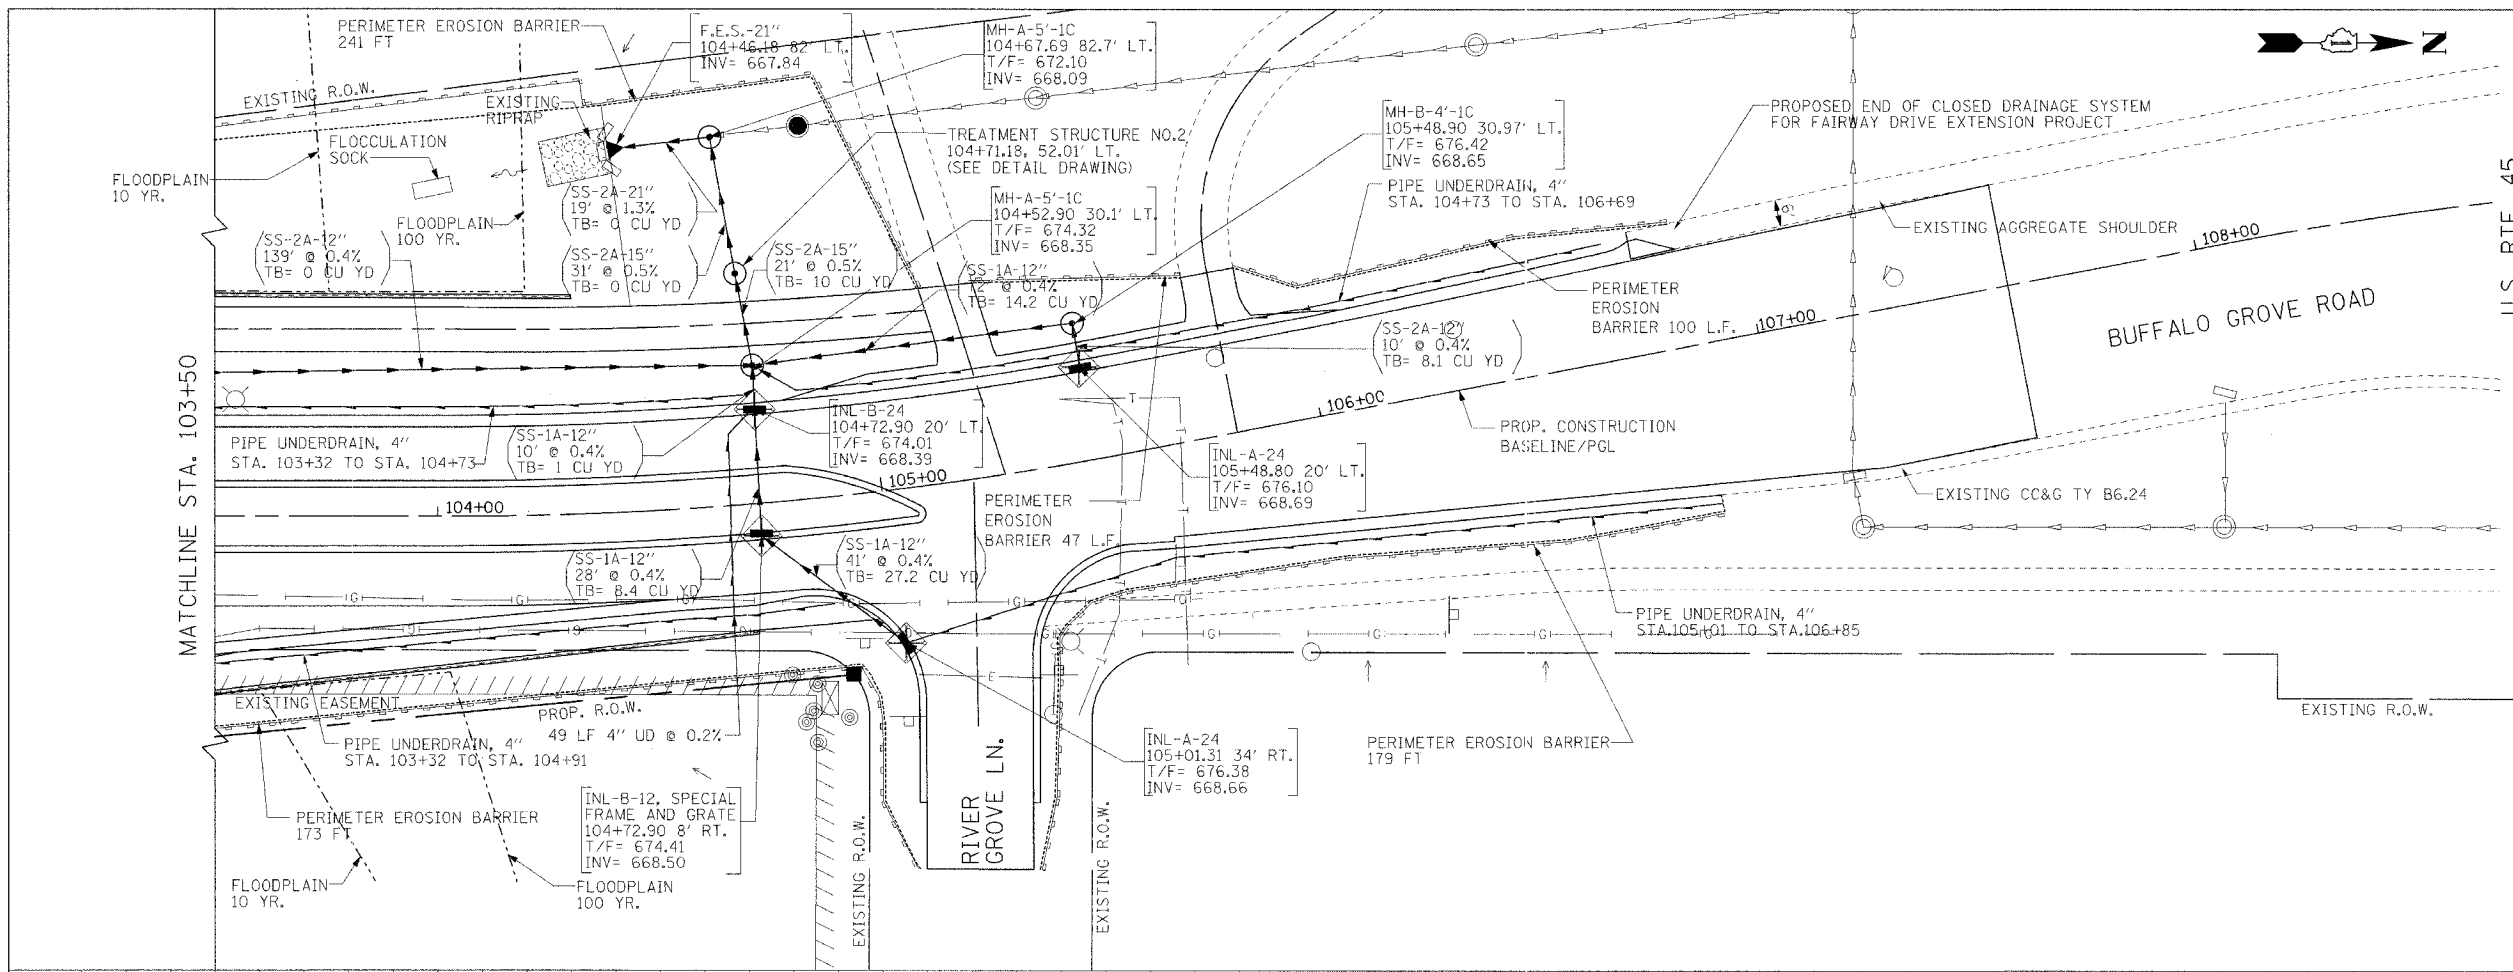 PERIMETER EROSION BARRIER
241 FT
F.E.S.-21"
104+46.18 82' LT.
INV= 667.84
MH-A-5'-1C
104+67.69 82.7' LT.
T/F= 672.10
INV= 668.09
N
EXISTING R.O.W.
EXISTING
RIPRAP
FLOCCULATION
SOCK
FLOODPLAIN
10 YR.
FLOODPLAIN
100 YR.
TREATMENT STRUCTURE NO.2
104+71.18, 52.01' LT.
(SEE DETAIL DRAWING)
MH-B-4'-1C
105+48.90 30.97' LT.
T/F= 676.42
INV= 668.65
PROPOSED END OF CLOSED DRAINAGE SYSTEM
FOR FAIRWAY DRIVE EXTENSION PROJECT
PIPE UNDERDRAIN, 4"
STA. 104+73 TO STA. 106+69
SS-2A-21"
19' @ 1.3%
TB= 0 CU YD
MH-A-5'-1C
104+52.90 30.1' LT.
T/F= 674.32
INV= 668.35
SS-2A-12"
139' @ 0.4%
TB= 0 CU YD
SS-2A-15"
31' @ 0.5%
TB= 0 CU YD
SS-2A-15"
21' @ 0.5%
TB= 10 CU YD
SS-1A-12"
72' @ 0.4%
TB= 14.2 CU YD
EXISTING AGGREGATE SHOULDER
108+00
US RTE 45
PERIMETER
EROSION
BARRIER 100 L.F.
107+00
BUFFALO GROVE ROAD
SS-2A-12"
10' @ 0.4%
TB= 8.1 CU YD
MATCHLINE STA. 103+50
106+00
T
PROP. CONSTRUCTION
BASELINE/PGL
PIPE UNDERDRAIN, 4"
STA. 103+32 TO STA. 104+73
SS-1A-12"
10' @ 0.4%
TB= 1 CU YD
INL-B-24
104+72.90 20' LT.
T/F= 674.01
INV= 668.39
INL-A-24
105+48.80 20' LT.
T/F= 676.10
INV= 668.69
105+00
104+00
PERIMETER
EROSION
BARRIER 47 L.F.
EXISTING CC&G TY B6.24
SS-1A-12"
28' @ 0.4%
TB= 8.4 CU YD
SS-1A-12"
41' @ 0.4%
TB= 27.2 CU YD
PIPE UNDERDRAIN, 4"
STA.105+01 TO STA.106+85
G G G G G G
G G G G G
E
EXISTING EASEMENT
PROP. R.O.W.
49 LF 4" UD @ 0.2%
PIPE UNDERDRAIN, 4"
STA. 103+32 TO STA. 104+91
EXISTING R.O.W.
PERIMETER EROSION BARRIER
179 FT
INL-A-24
105+01.31 34' RT.
T/F= 676.38
INV= 668.66
INL-B-12, SPECIAL
FRAME AND GRATE
104+72.90 8' RT.
T/F= 674.41
INV= 668.50
PERIMETER EROSION BARRIER
173 FT
RIVER
GROVE LN.
EXISTING R.O.W.
EXISTING R.O.W.
FLOODPLAIN
10 YR.
FLOODPLAIN
100 YR.